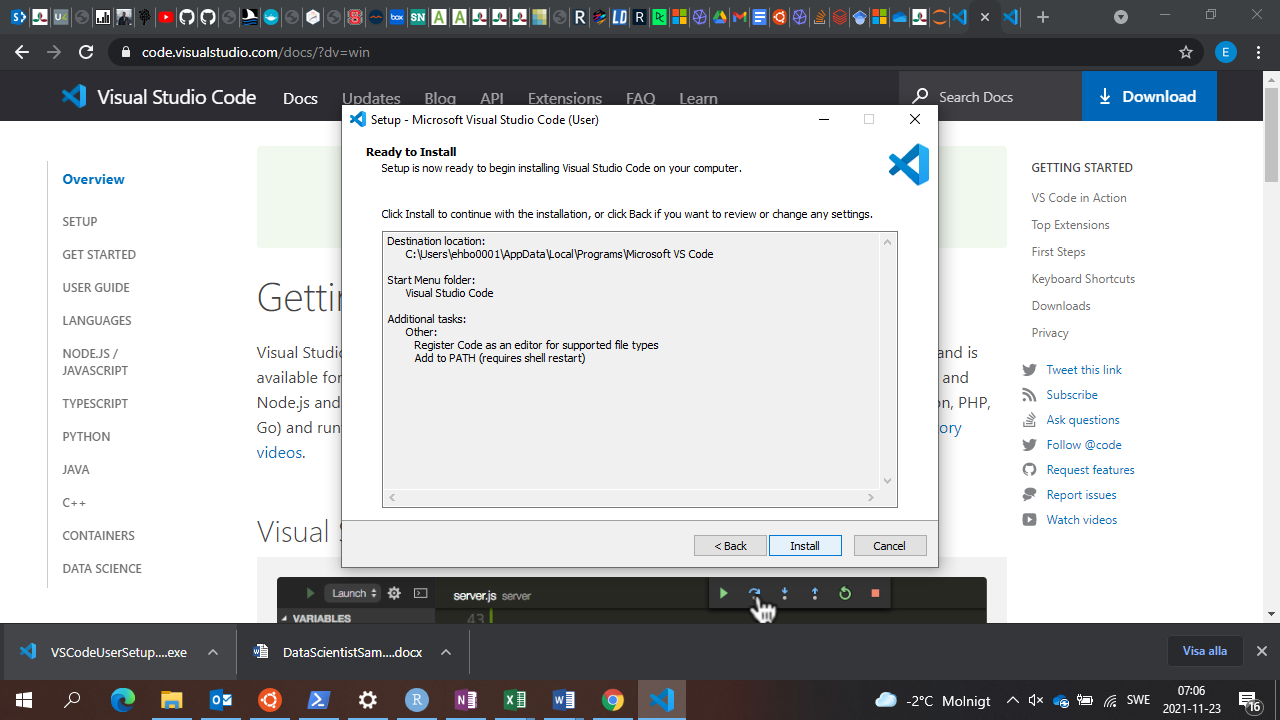 code.visualstudio.com/docs/?dv=win
E
Visual Studio Code
Docs
Updates
Blog
API
Extensions
FAQ
Learn
Search Docs
Download
Overview
SETUP
GET STARTED
USER GUIDE
LANGUAGES
NODE.JS /
JAVASCRIPT
TYPESCRIPT
PYTHON
JAVA
C++
CONTAINERS
DATA SCIENCE
Setup - Microsoft Visual Studio Code (User)
Ready to Install
Setup is now ready to begin installing Visual Studio Code on your computer.
Click Install to continue with the installation, or click Back if you want to review or change any settings.
Destination location:
C:\Users\ehbo0001\AppData\Local\Programs\Microsoft VS Code
Start Menu folder:
Visual Studio Code
Additional tasks:
Other:
Register Code as an editor for supported file types
Add to PATH (requires shell restart)
< Back
Install
Cancel
Visual Studi
and is
available for
and
Node.js and
on, PHP,
Go) and run
ory
videos.
Visual S
Launch
server.js server
VARIABLES
43
GETTING STARTED
VS Code in Action
Top Extensions
First Steps
Keyboard Shortcuts
Downloads
Privacy
Tweet this link
Subscribe
Ask questions
Follow @code
Request features
Report issues
Watch videos
VSCodeUserSetup....exe
DataScientistSam....docx
Visa alla
-2°C Molnigt
SWE
07:06
2021-11-23
16